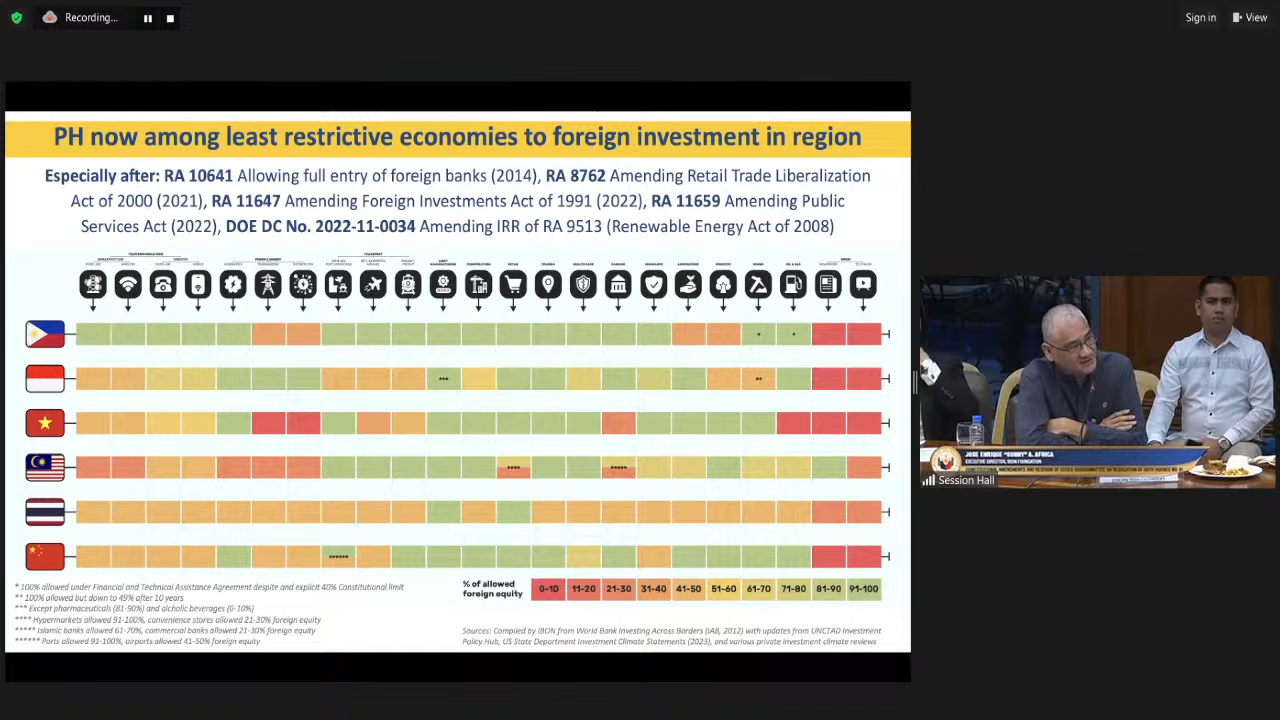 Recording...
Sign in
View
PH now among least restrictive economies to foreign investment in region
Especially after: RA 10641 Allowing full entry of foreign banks (2014), RA 8762 Amending Retail Trade Liberalization
Act of 2000 (2021), RA 11647 Amending Foreign Investments Act of 1991 (2022), RA 11659 Amending Public
Services Act (2022), DOE DC No. 2022-11-0034 Amending IRR of RA 9513 (Renewable Energy Act of 2008)
* *
*** **
**** *****
******
* 100% allowed under Financial and Technical Assistance Agreement despite and explicit 40% Constitutional limit
** 100% allowed but down to 49% after 10 years
*** Except pharmaceuticals (81-90%) and alcholic beverages (0-10%)
**** Hypermarkets allowed 91-100%, convenience stores allowed 21-30% foreign equity
***** Islamic banks allowed 61-70%, commercial banks allowed 21-30% foreign equity
****** Ports allowed 91-100%, airports allowed 41-50% foreign equity
% of allowed
foreign equity
0-10 11-20 21-30 31-40 41-50 51-60 61-70 71-80 81-90 91-100
Sources: Compiled by IBON from World Bank Investing Across Borders (IAB, 2012) with updates from UNCTAD Investment
Policy Hub, US State Department Investment Climate Statements (2023), and various private investment climate reviews
JOSE ENRIQUE "SONNY" A. AFRICA
EXECUTIVE DIRECTOR, IBON FOUNDATION
Session Hall